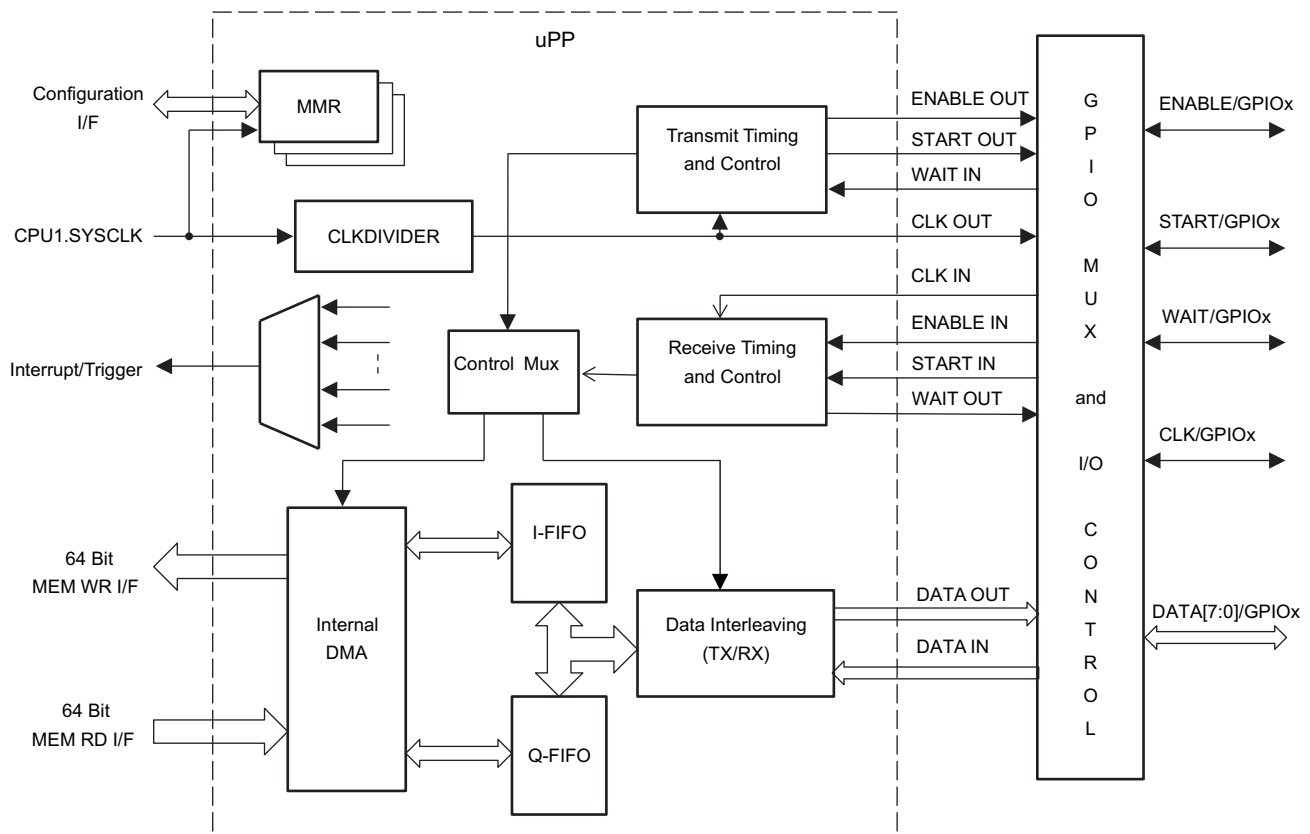 uPP
Configuration
I/F
MMR
CPU1.SYSCLK
CLKDIVIDER
Interrupt/Trigger
Transmit Timing
and Control
ENABLE OUT
START OUT
WAIT IN
CLK OUT
CLK IN
ENABLE IN
START IN
WAIT OUT
Control Mux
Receive Timing
and Control
64 Bit
MEM WR I/F
64 Bit
MEM RD I/F
Internal
DMA
I-FIFO
Q-FIFO
Data Interleaving
(TX/RX)
DATA OUT
DATA IN
G
P
I
O
M
U
X
and
I/O
C
O
N
T
R
O
L
ENABLE/GPIOx
START/GPIOx
WAIT/GPIOx
CLK/GPIOx
DATA[7:0]/GPIOx